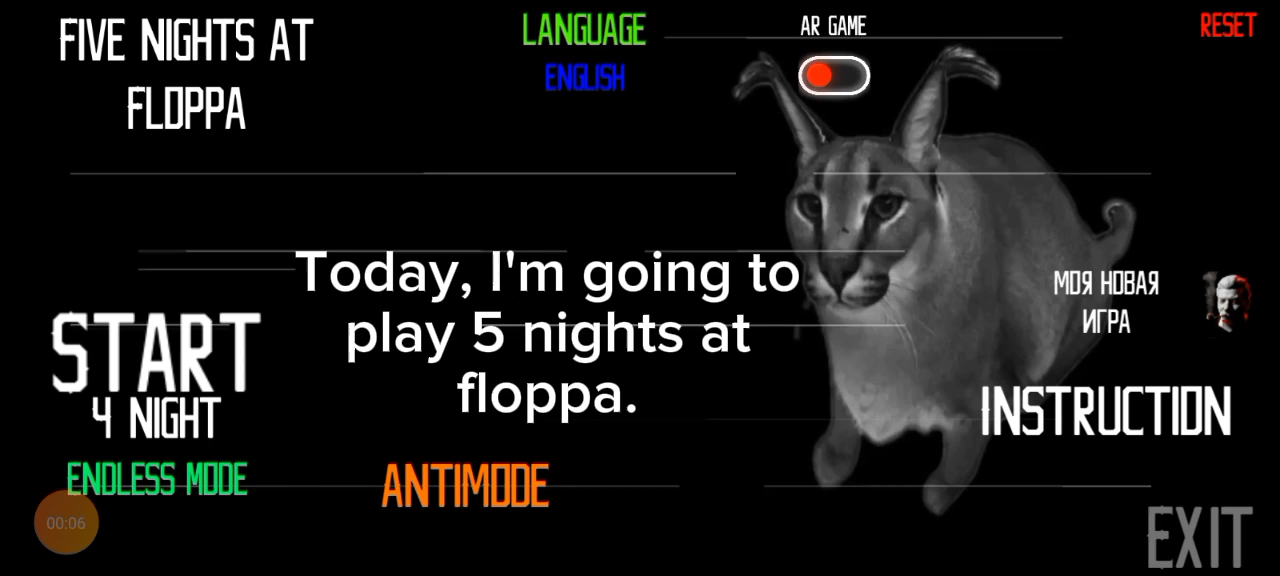 FIVE NIGHTS AT
FLOPPA
LANGUAGE
ENGLISH
AR GAME
RESET
Today, I'm going to
play 5 nights at
floppa.
МОЯ НОВАЯ
ИГРА
START
4 NIGHT
INSTRUCTION
ENDLESS MODE
ANTIMODE
00:06
EXIT